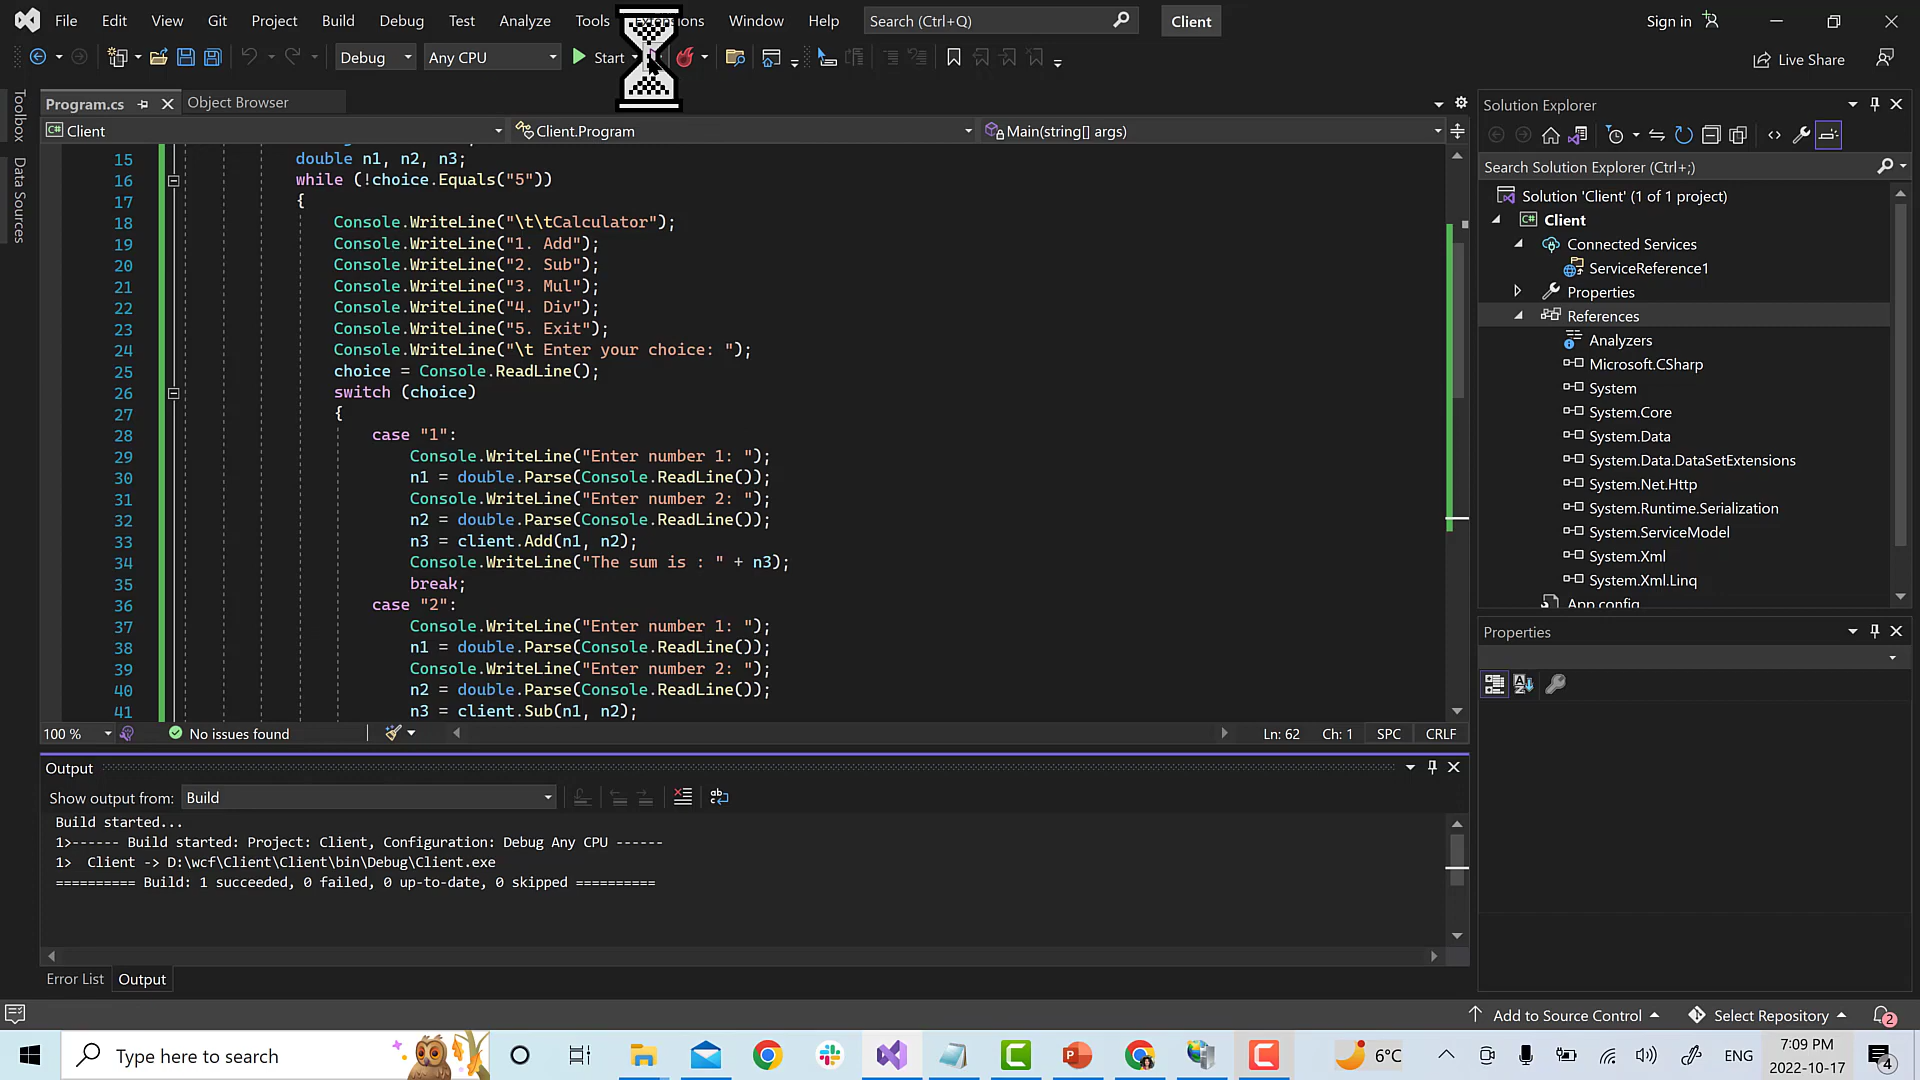 File Edit View Git Project Build Debug Test Analyze Tools Extensions Window Help Search (Ctrl+Q) Client Sign in
Debug Any CPU Start Live Share
Toolbox
Data Sources
Program.cs Object Browser
Client Client.Program Main(string[] args)
15 double n1, n2, n3;
16 while (!choice.Equals("5"))
17 {
18 Console.WriteLine("\t\tCalculator");
19 Console.WriteLine("1. Add");
20 Console.WriteLine("2. Sub");
21 Console.WriteLine("3. Mul");
22 Console.WriteLine("4. Div");
23 Console.WriteLine("5. Exit");
24 Console.WriteLine("\t Enter your choice: ");
25 choice = Console.ReadLine();
26 switch (choice)
27 {
28 case "1":
29 Console.WriteLine("Enter number 1: ");
30 n1 = double.Parse(Console.ReadLine());
31 Console.WriteLine("Enter number 2: ");
32 n2 = double.Parse(Console.ReadLine());
33 n3 = client.Add(n1, n2);
34 Console.WriteLine("The sum is : " + n3);
35 break;
36 case "2":
37 Console.WriteLine("Enter number 1: ");
38 n1 = double.Parse(Console.ReadLine());
39 Console.WriteLine("Enter number 2: ");
40 n2 = double.Parse(Console.ReadLine());
41 n3 = client.Sub(n1, n2);
100 % No issues found Ln: 62 Ch: 1 SPC CRLF
Output
Show output from: Build
Build started...
1>------ Build started: Project: Client, Configuration: Debug Any CPU ------
1>  Client -> D:\wcf\Client\Client\bin\Debug\Client.exe
========== Build: 1 succeeded, 0 failed, 0 up-to-date, 0 skipped ==========
Error List Output
Solution Explorer
Search Solution Explorer (Ctrl+;)
Solution 'Client' (1 of 1 project)
C# Client
Connected Services
ServiceReference1
Properties
References
Analyzers
Microsoft.CSharp
System
System.Core
System.Data
System.Data.DataSetExtensions
System.Net.Http
System.Runtime.Serialization
System.ServiceModel
System.Xml
System.Xml.Linq
App.config
Properties
Add to Source Control Select Repository 2
Type here to search 6°C ENG 7:09 PM
2022-10-17 4